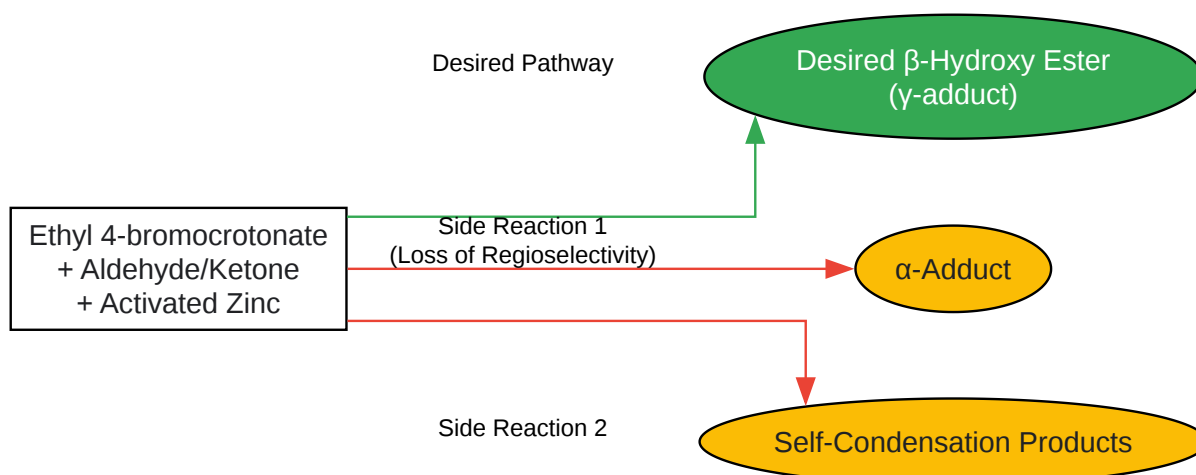 Desired Pathway
Desired β-Hydroxy Ester
(γ-adduct)
Ethyl 4-bromocrotonate
+ Aldehyde/Ketone
+ Activated Zinc
Side Reaction 1
(Loss of Regioselectivity)
α-Adduct
Side Reaction 2
Self-Condensation Products